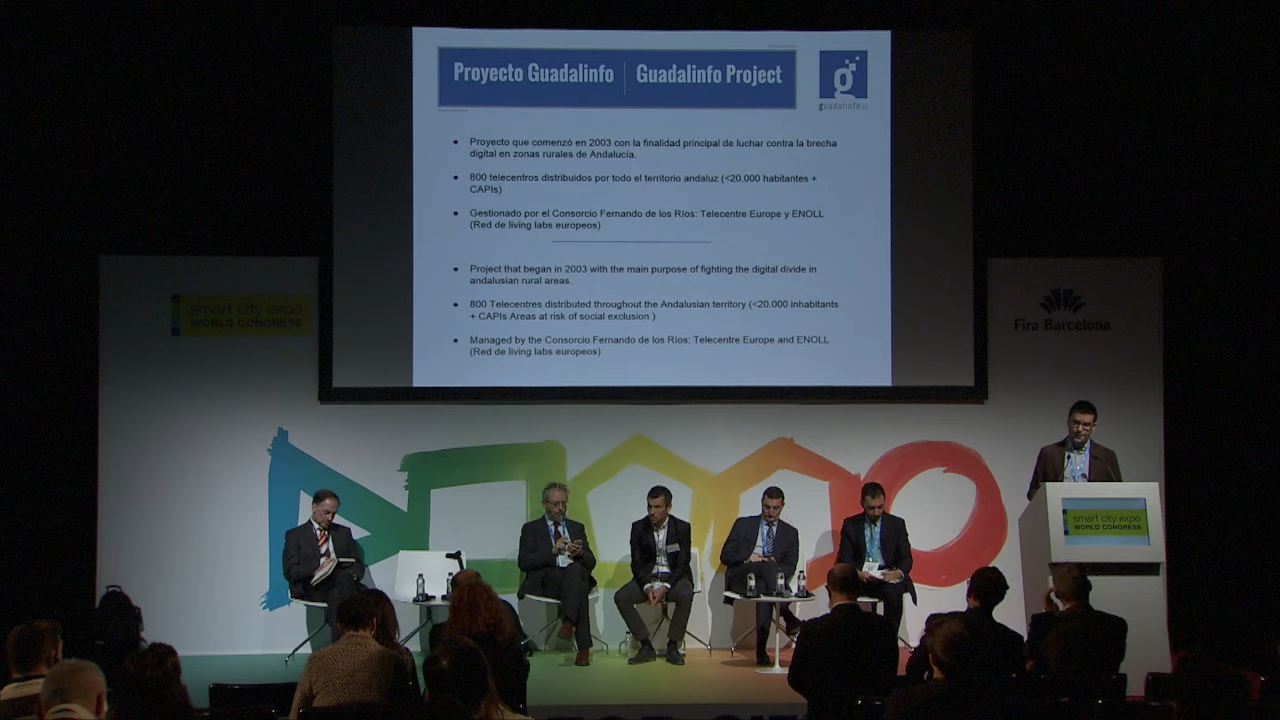 Proyecto Guadalinfo | Guadalinfo Project
g
guadalinfo.es
• Proyecto que comenzó en 2003 con la finalidad principal de luchar contra la brecha
digital en zonas rurales de Andalucía.
• 800 telecentros distribuidos por todo el territorio andaluz (<20.000 habitantes +
CAPIs)
• Gestionado por el Consorcio Fernando de los Ríos: Telecentre Europe y ENOLL
(Red de living labs europeos)
• Project that began in 2003 with the main purpose of fighting the digital divide in
andalusian rural areas.
• 800 Telecentres distributed throughout the Andalusian territory (<20.000 inhabitants
+ CAPIs Areas at risk of social exclusion )
• Managed by the Consorcio Fernando de los Ríos: Telecentre Europe and ENOLL
(Red de living labs europeos)
smart city expo
WORLD CONGRESS
Fira Barcelona
smart city expo
WORLD CONGRESS